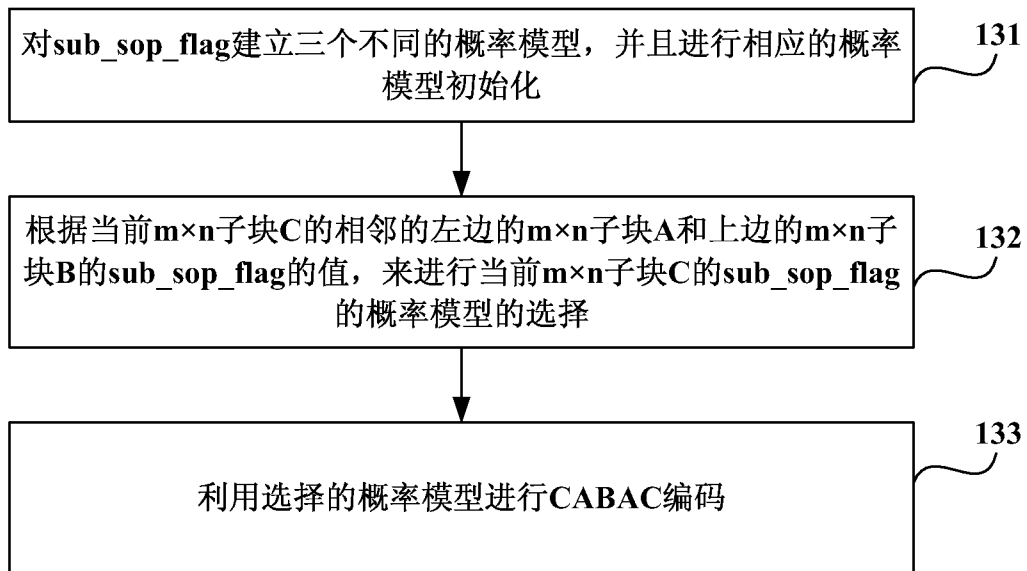 对sub_sop_flag建立三个不同的概率模型，并且进行相应的概率
模型初始化
131
根据当前m×n子块C的相邻的左边的m×n子块A和上边的m×n子
块B的sub_sop_flag的值，来进行当前m×n子块C的sub_sop_flag
的概率模型的选择
132
利用选择的概率模型进行CABAC编码
133